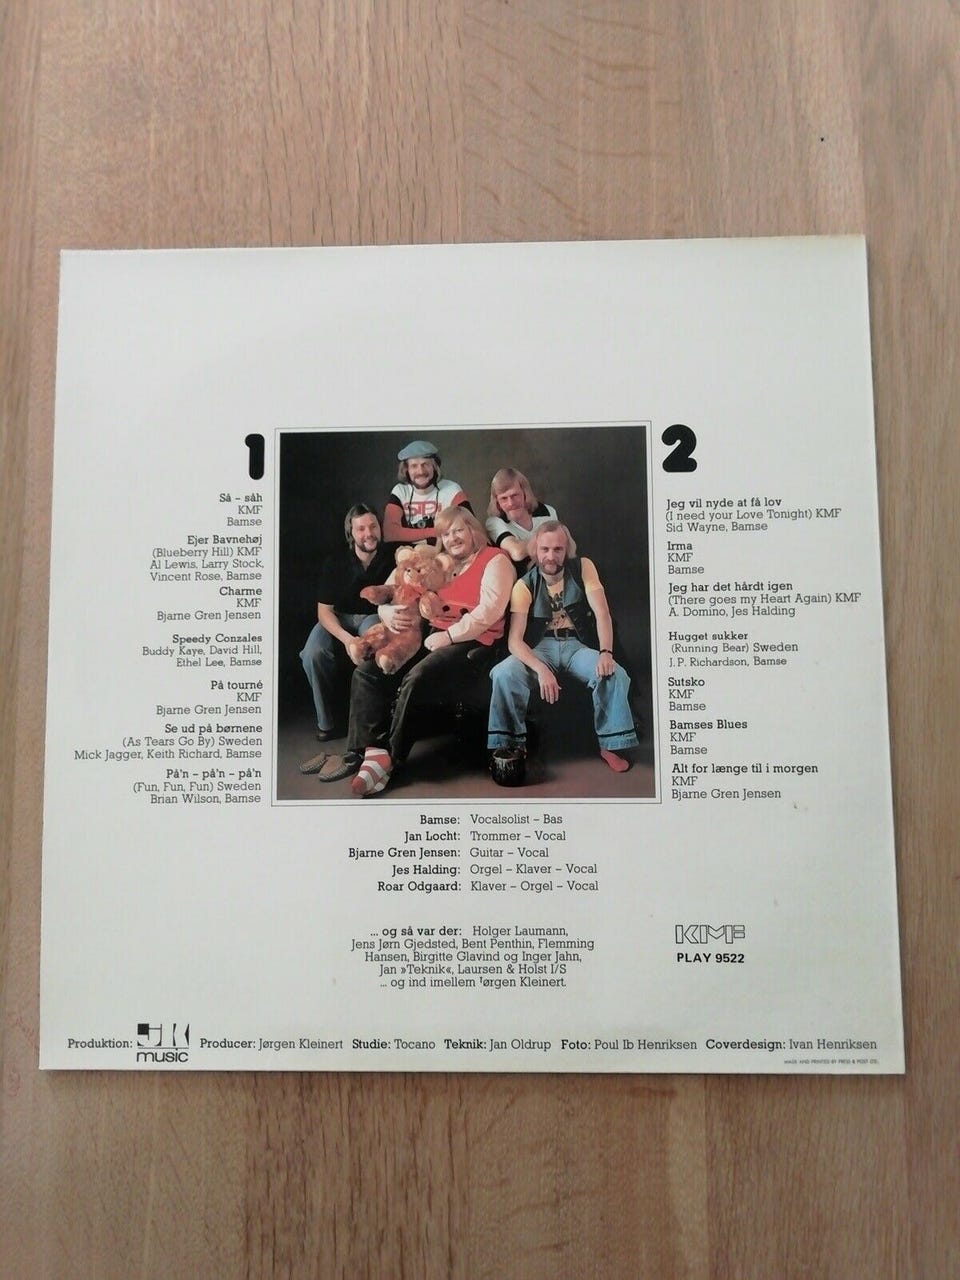 1
Så – såh
KMF
Bamse
Ejer Bavnehøj
(Blueberry Hill) KMF
Al Lewis, Larry Stock,
Vincent Rose, Bamse
Charme
KMF
Bjarne Gren Jensen
Speedy Conzales
Buddy Kaye, David Hill,
Ethel Lee, Bamse
På tourné
KMF
Bjarne Gren Jensen
Se ud på børnene
(As Tears Go By) Sweden
Mick Jagger, Keith Richard, Bamse
På'n – på'n – på'n
(Fun, Fun, Fun) Sweden
Brian Wilson, Bamse
2
Jeg vil nyde at få lov
(I need your Love Tonight) KMF
Sid Wayne, Bamse
Irma
KMF
Bamse
Jeg har det hårdt igen
(There goes my Heart Again) KMF
A. Domino, Jes Halding
Hugget sukker
(Running Bear) Sweden
J. P. Richardson, Bamse
Sutsko
KMF
Bamse
Bamses Blues
KMF
Bamse
Alt for længe til i morgen
KMF
Bjarne Gren Jensen
Bamse: Vocalsolist – Bas
Jan Locht: Trommer – Vocal
Bjarne Gren Jensen: Guitar – Vocal
Jes Halding: Orgel – Klaver – Vocal
Roar Odgaard: Klaver – Orgel – Vocal
... og så var der: Holger Laumann,
Jens Jørn Gjedsted, Bent Penthin, Flemming
Hansen, Birgitte Glavind og Inger Jahn,
Jan »Teknik«, Laursen & Holst I/S
... og ind imellem Jørgen Kleinert.
KMF
PLAY 9522
Produktion: JK music Producer: Jørgen Kleinert Studie: Tocano Teknik: Jan Oldrup Foto: Poul Ib Henriksen Coverdesign: Ivan Henriksen
MADE AND PRINTED BY PRESS & POST